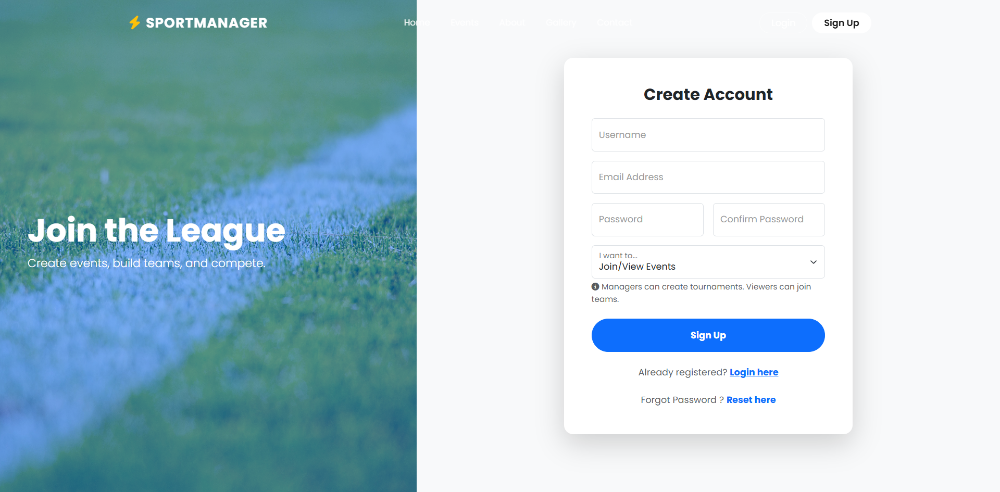 SPORTMANAGER
Home Events About Gallery Contact
Login Sign Up
Join the League
Create events, build teams, and compete.
Create Account
Username
Email Address
Password Confirm Password
I want to...
Join/View Events
Managers can create tournaments. Viewers can join
teams.
Sign Up
Already registered? Login here
Forgot Password ? Reset here